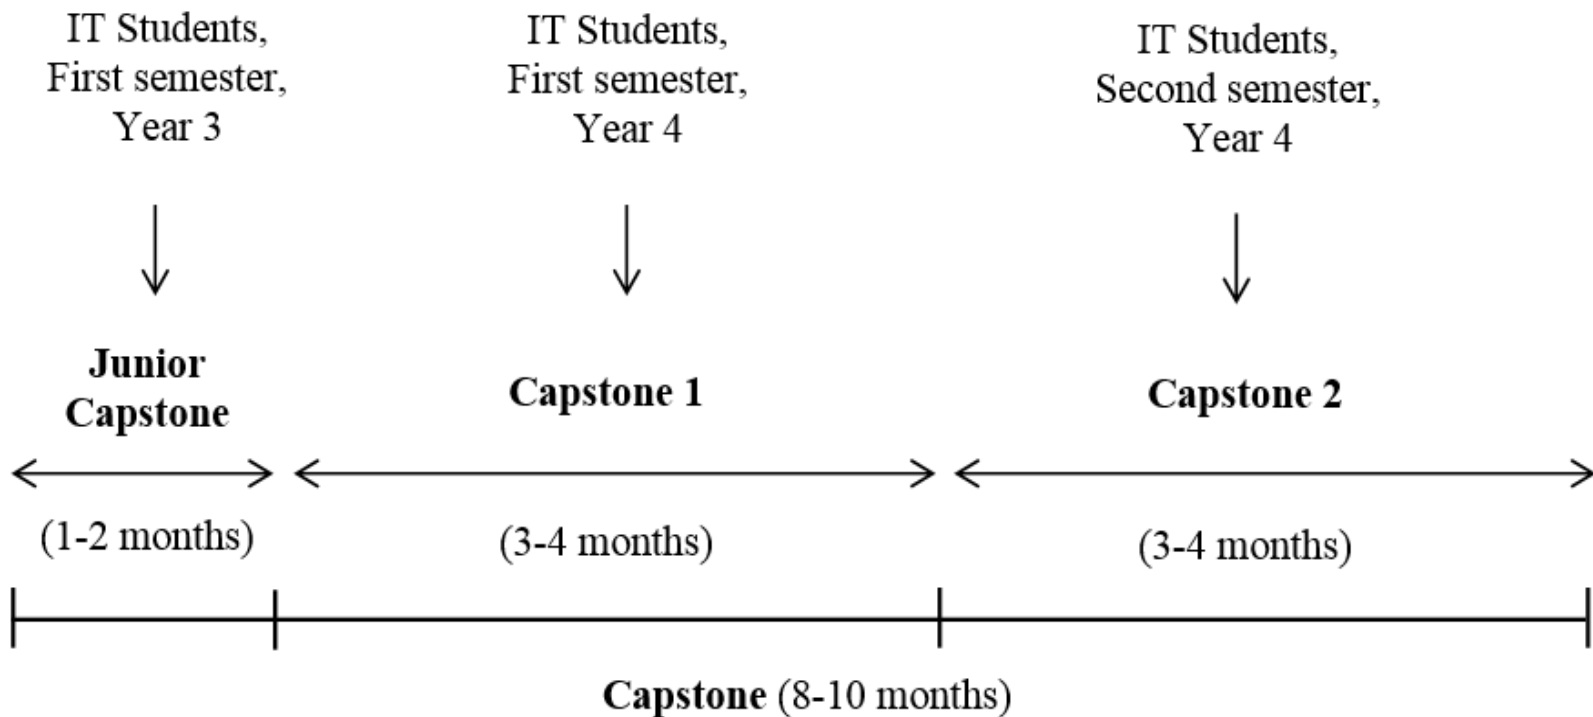 IT Students,
First semester,
Year 3
IT Students,
First semester,
Year 4
IT Students,
Second semester,
Year 4
Junior
Capstone
Capstone 1
Capstone 2
(1-2 months)
(3-4 months)
(3-4 months)
Capstone (8-10 months)